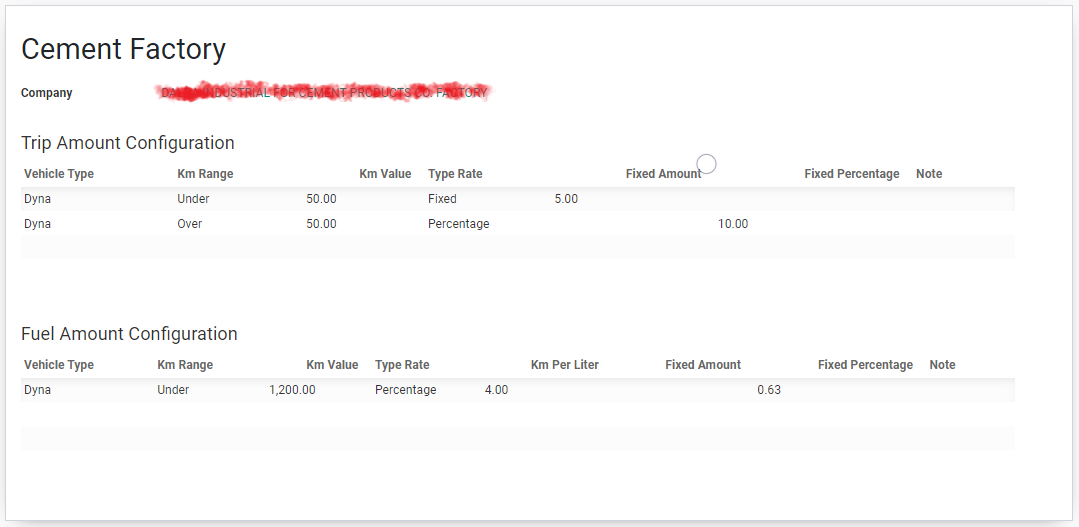 Cement Factory
Company INDUSTRIAL FOR CEMENT PRODUCTS CO. FACTORY
Trip Amount Configuration
Vehicle Type Km Range Km Value Type Rate Fixed Amount Fixed Percentage Note
Dyna Under 50.00 Fixed 5.00
Dyna Over 50.00 Percentage 10.00
Fuel Amount Configuration
Vehicle Type Km Range Km Value Type Rate Km Per Liter Fixed Amount Fixed Percentage Note
Dyna Under 1,200.00 Percentage 4.00 0.63